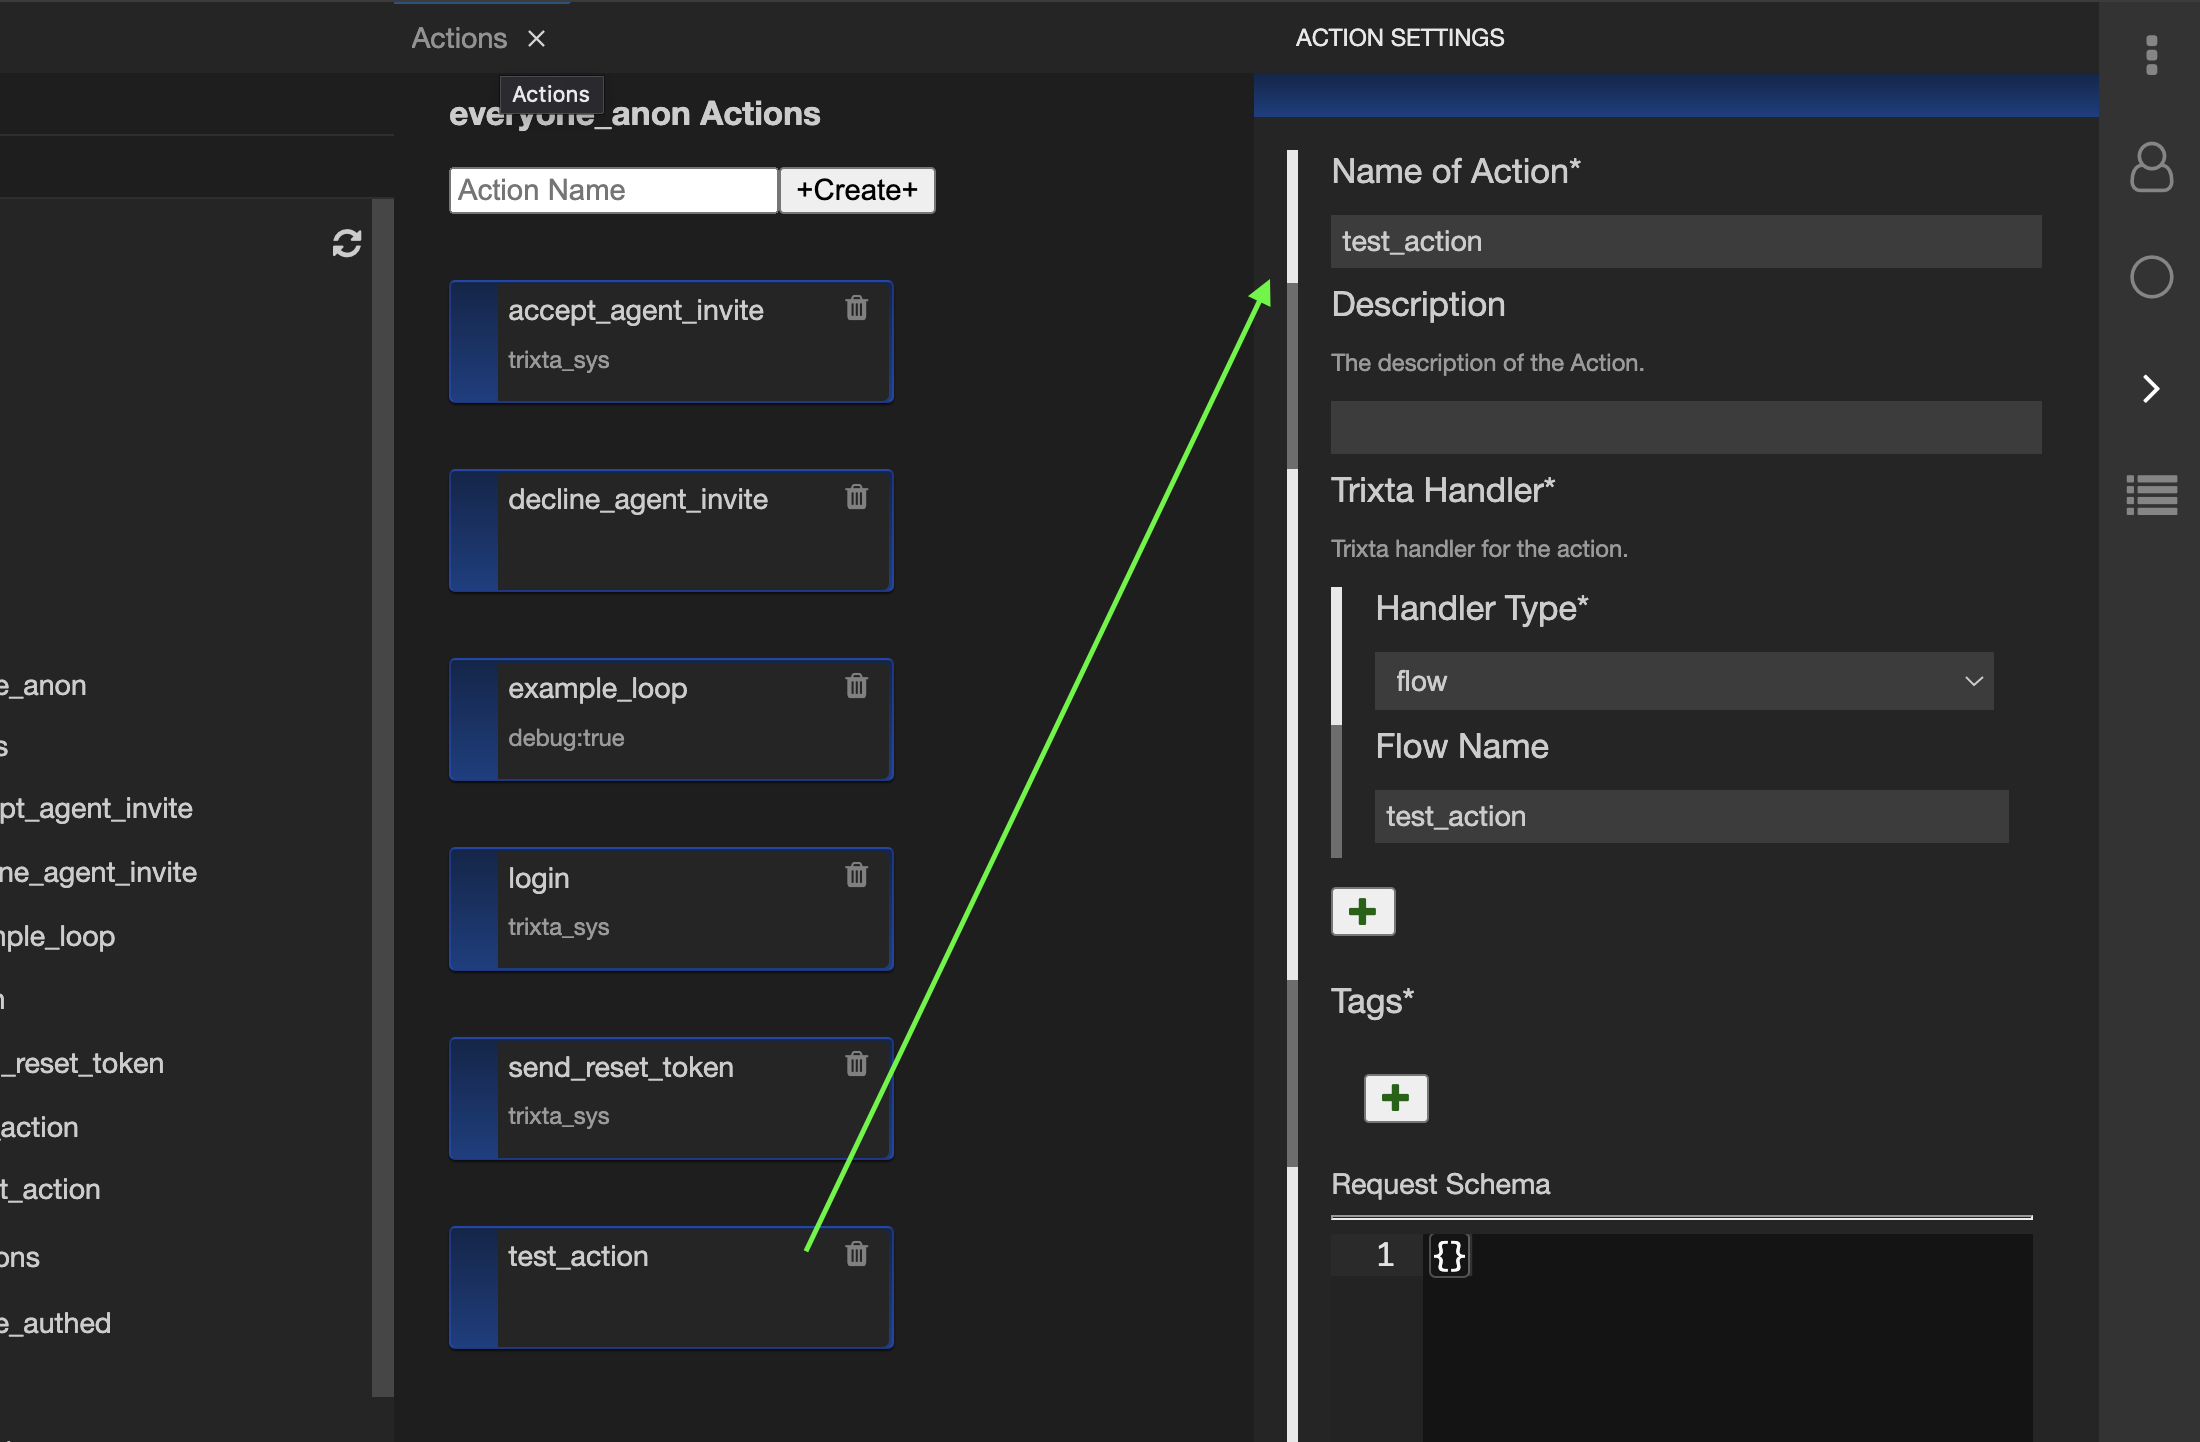 Actions
Actions
everyone_anon Actions
Action Name
+Create+
accept_agent_invite
trixta_sys
decline_agent_invite
example_loop
debug:true
login
trixta_sys
send_reset_token
trixta_sys
test_action
e_anon
s
pt_agent_invite
ne_agent_invite
mple_loop
n
_reset_token
_action
t_action
ons
e_authed
ACTION SETTINGS
Name of Action*
test_action
Description
The description of the Action.
Trixta Handler*
Trixta handler for the action.
Handler Type*
flow
Flow Name
test_action
Tags*
Request Schema
1 {}